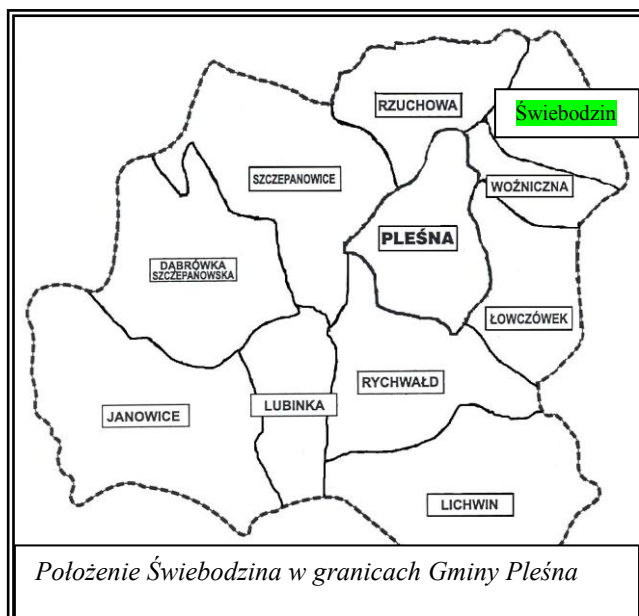 RZUCHOWA
Świebodzin
SZCZEPANOWICE
WOŹNICZNA
PLEŚNA
DĄBRÓWKA
SZCZEPANOWSKA
ŁOWCZÓWEK
RYCHWAŁD
LUBINKA
JANOWICE
LICHWIN
Położenie Świebodzina w granicach Gminy Pleśna